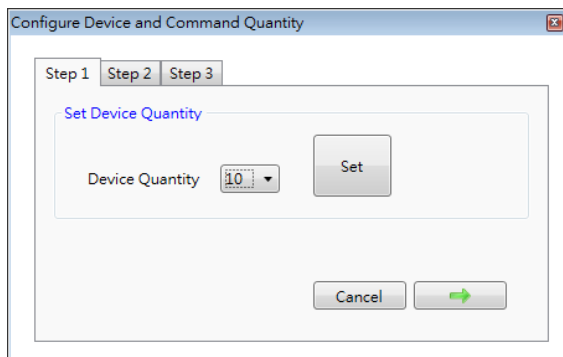 Configure Device and Command Quantity
Step 1 Step 2 Step 3
Set Device Quantity
Device Quantity 10 Set
Cancel